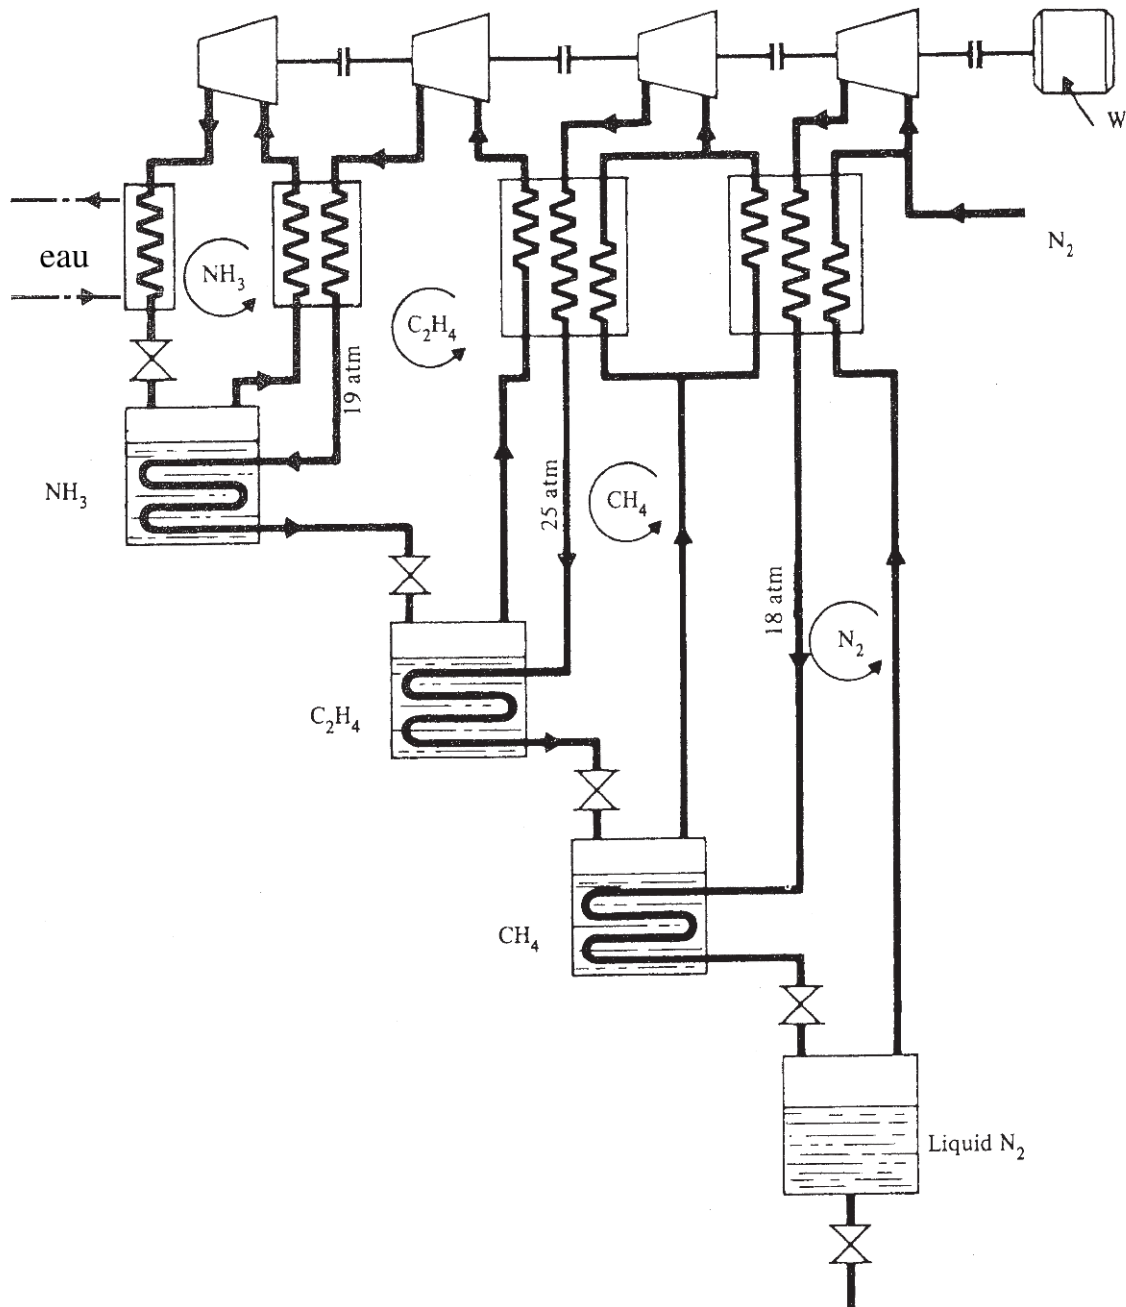 W
N₂
eau
NH₃
C₂H₄
19 atm
25 atm
CH₄
NH₃
18 atm
N₂
C₂H₄
CH₄
Liquid N₂